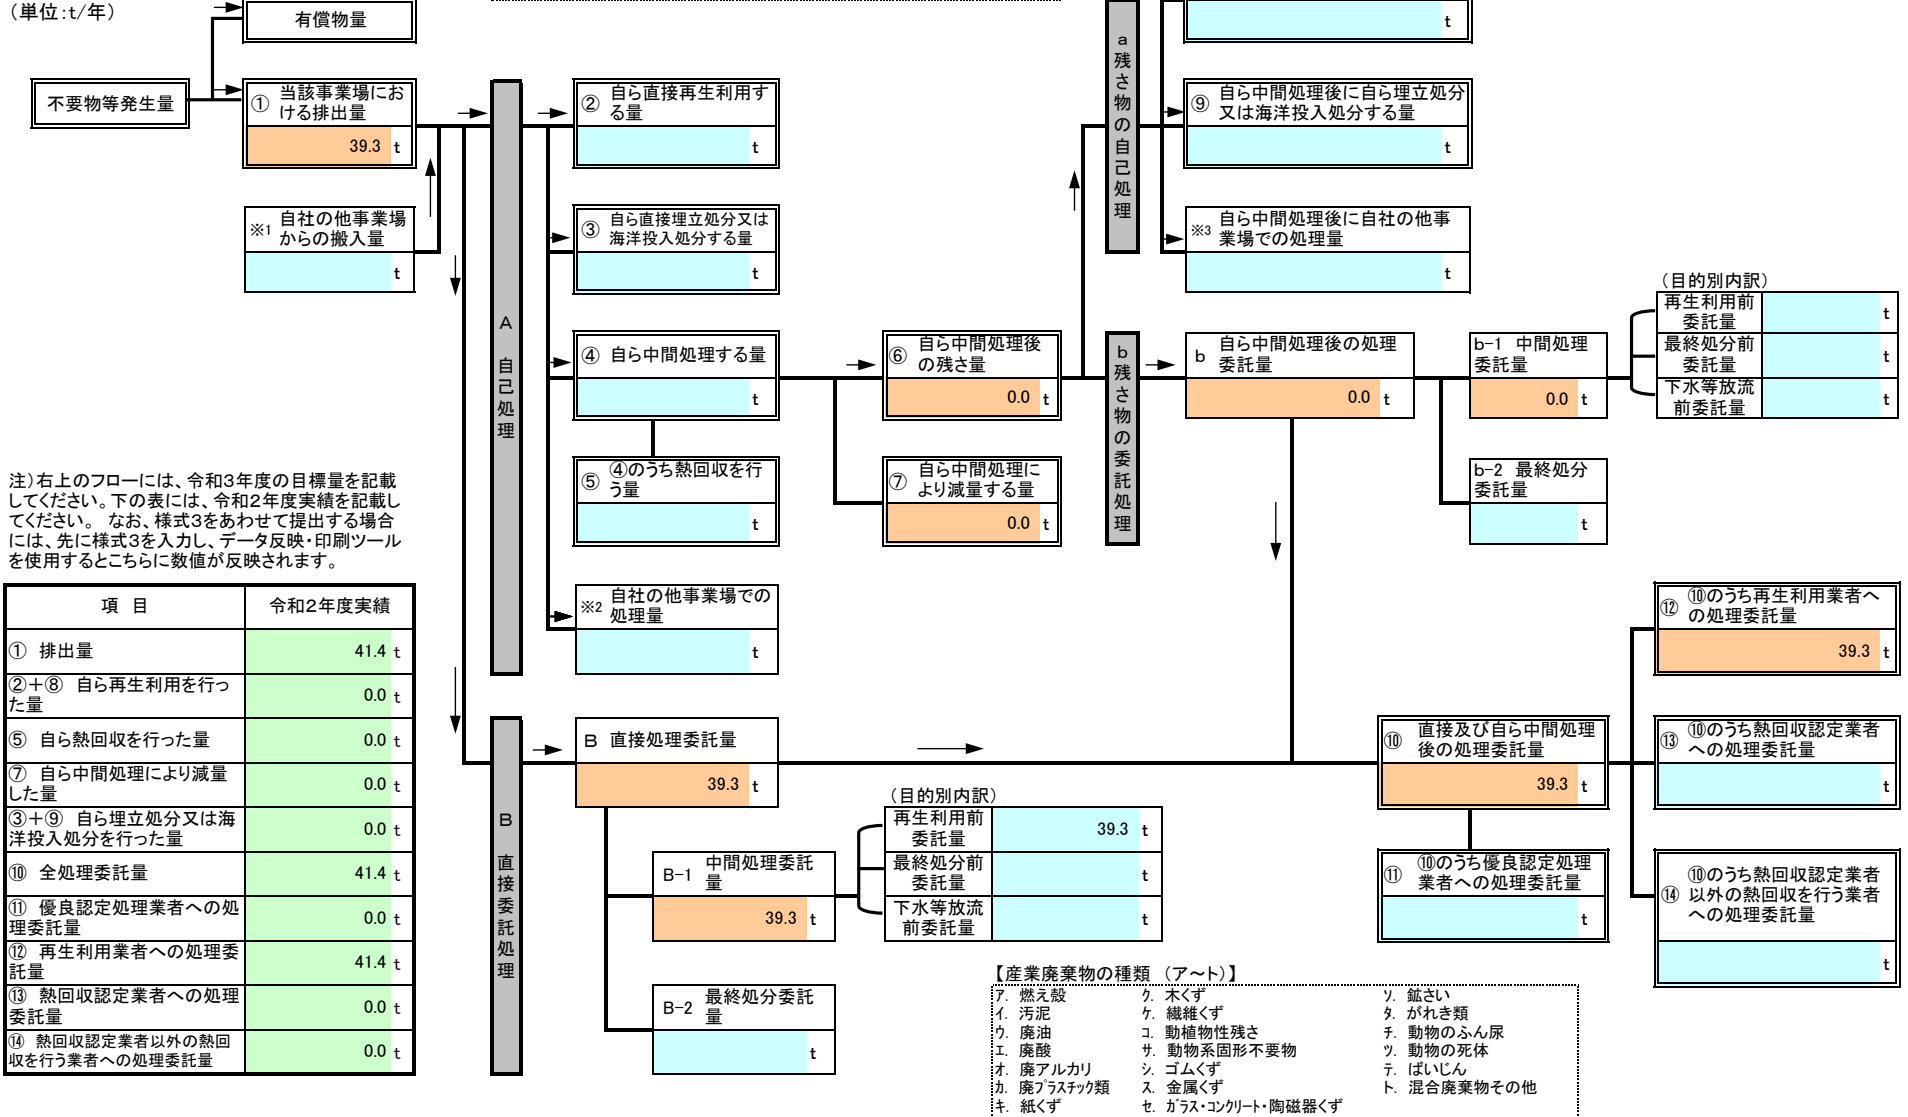 (単位:t/年)
有償物量
t
不要物等発生量
① 当該事業場にお
ける排出量
39.3 t
※1 自社の他事業場
からの搬入量
t
A 自己処理
② 自ら直接再生利用す
る量
t
③ 自ら直接埋立処分又は
海洋投入処分する量
t
④ 自ら中間処理する量
t
⑤ ④のうち熱回収を行
う量
t
※2 自社の他事業場での
処理量
t
⑥ 自ら中間処理後
の残さ量
0.0 t
⑦ 自ら中間処理に
より減量する量
0.0 t
a残さ物の自己処理
⑨ 自ら中間処理後に自ら埋立処分
又は海洋投入処分する量
t
※3 自ら中間処理後に自社の他事
業場での処理量
t
b残さ物の委託処理
b 自ら中間処理後の処理
委託量
0.0 t
b-1 中間処理
委託量
0.0 t
b-2 最終処分
委託量
t
(目的別内訳)
再生利用前
委託量
t
最終処分前
委託量
t
下水等放流
前委託量
t
注)右上のフローには、令和3年度の目標量を記載
してください。下の表には、令和2年度実績を記載し
てください。 なお、様式3をあわせて提出する場合
には、先に様式3を入力し、データ反映・印刷ツール
を使用するとこちらに数値が反映されます。
項 目 令和2年度実績
① 排出量 41.4 t
②+⑧ 自ら再生利用を行っ
た量 0.0 t
⑤ 自ら熱回収を行った量 0.0 t
⑦ 自ら中間処理により減量
した量 0.0 t
③+⑨ 自ら埋立処分又は海
洋投入処分を行った量 0.0 t
⑩ 全処理委託量 41.4 t
⑪ 優良認定処理業者への処
理委託量 0.0 t
⑫ 再生利用業者への処理委
託量 41.4 t
⑬ 熱回収認定業者への処理
委託量 0.0 t
⑭ 熱回収認定業者以外の熱回
収を行う業者への処理委託量 0.0 t
B 直接委託処理
B 直接処理委託量
39.3 t
B-1 中間処理委託
量
39.3 t
B-2 最終処分委託
量
t
(目的別内訳)
再生利用前
委託量
39.3 t
最終処分前
委託量
t
下水等放流
前委託量
t
⑩ 直接及び自ら中間処理
後の処理委託量
39.3 t
⑪ ⑩のうち優良認定処理
業者への処理委託量
t
⑫ ⑩のうち再生利用業者へ
の処理委託量
39.3 t
⑬ ⑩のうち熱回収認定業者
への処理委託量
t
⑭ ⑩のうち熱回収認定業者
以外の熱回収を行う業者
への処理委託量
t
【産業廃棄物の種類 (ア~ト)】
ア. 燃え殻 ク. 木くず ソ. 鉱さい
イ. 汚泥 ケ. 繊維くず タ. がれき類
ウ. 廃油 コ. 動植物性残さ チ. 動物のふん尿
エ. 廃酸 サ. 動物系固形不要物 ツ. 動物の死体
オ. 廃アルカリ シ. ゴムくず テ. ばいじん
カ. 廃プラスチック類 ス. 金属くず ト. 混合廃棄物その他
キ. 紙くず セ. ガラス・コンクリート・陶磁器くず